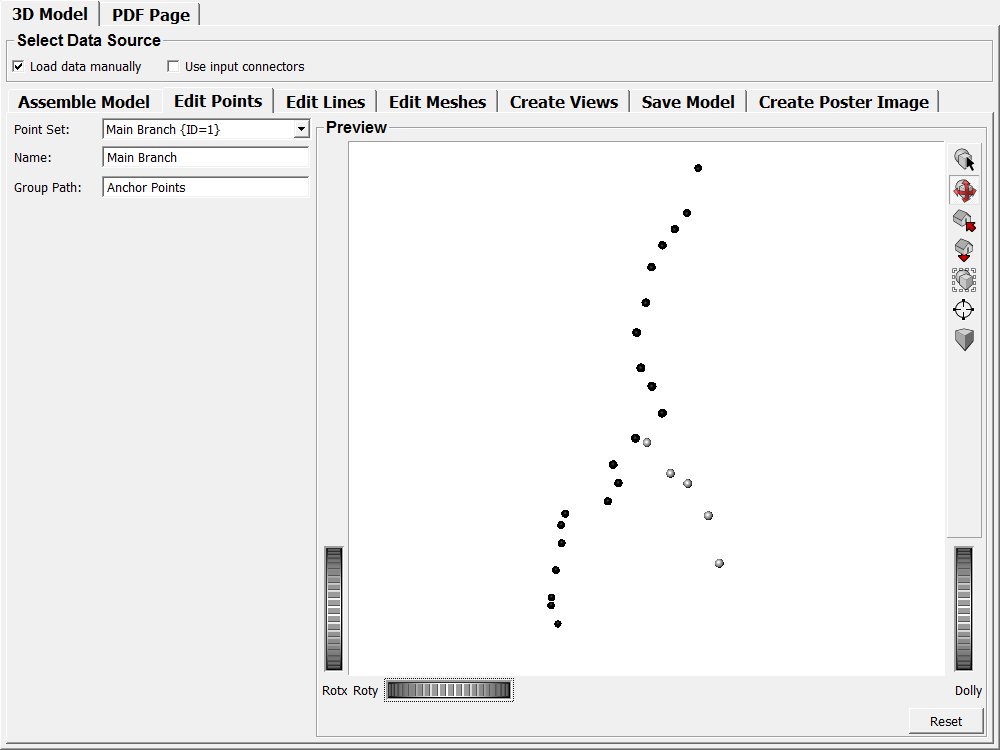 3D Model PDF Page
Select Data Source
Load data manually Use input connectors
Assemble Model Edit Points Edit Lines Edit Meshes Create Views Save Model Create Poster Image
Point Set: Main Branch {ID=1}
Preview
Name: Main Branch
Group Path: Anchor Points
Rotx Roty Dolly
Reset